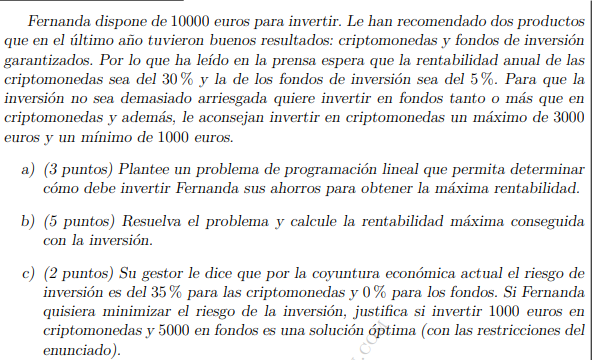 Fernanda dispone de 10000 euros para invertir. Le han recomendado dos productos
que en el último año tuvieron buenos resultados: criptomonedas y fondos de inversión
garantizados. Por lo que ha leído en la prensa espera que la rentabilidad anual de las
criptomonedas sea del 30 % y la de los fondos de inversión sea del 5 %. Para que la
inversión no sea demasiado arriesgada quiere invertir en fondos tanto o más que en
criptomonedas y además, le aconsejan invertir en criptomonedas un máximo de 3000
euros y un mínimo de 1000 euros.
a) (3 puntos) Plantee un problema de programación lineal que permita determinar
cómo debe invertir Fernanda sus ahorros para obtener la máxima rentabilidad.
b) (5 puntos) Resuelva el problema y calcule la rentabilidad máxima conseguida
con la inversión.
c) (2 puntos) Su gestor le dice que por la coyuntura económica actual el riesgo de
inversión es del 35 % para las criptomonedas y 0 % para los fondos. Si Fernanda
quisiera minimizar el riesgo de la inversión, justifica si invertir 1000 euros en
criptomonedas y 5000 en fondos es una solución óptima (con las restricciones del
enunciado).